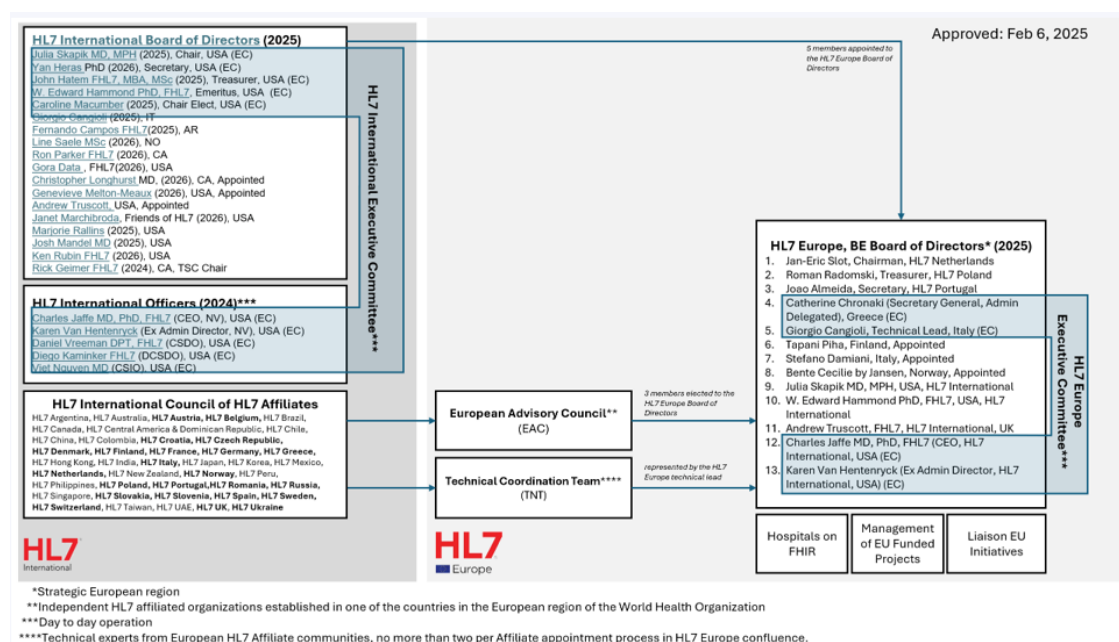 Approved: Feb 6, 2025
HL7 International Board of Directors (2025)
Julia Skapik MD, MPH (2025), Chair, USA (EC)
Yan Heras PhD (2026), Secretary, USA (EC)
John Hatem FHL7, MBA, MSc (2025), Treasurer, USA (EC)
W. Edward Hammond PhD, FHL7, Emeritus, USA (EC)
Caroline Macumber (2025), Chair Elect, USA (EC)
Giorgio Cangioli (2025), IT
Fernando Campos FHL7(2025), AR
Line Saele MSc (2026), NO
Ron Parker FHL7 (2026), CA
Gora Data , FHL7(2026), USA
Christopher Longhurst MD, (2026), CA, Appointed
Genevieve Melton-Meaux (2026), USA, Appointed
Andrew Truscott, USA, Appointed
Janet Marchibroda, Friends of HL7 (2026), USA
Marjorie Rallins (2025), USA
Josh Mandel MD (2025), USA
Ken Rubin FHL7 (2026), USA
Rick Geimer FHL7 (2024), CA, TSC Chair
HL7 International Executive Committee***
HL7 International Officers (2024)***
Charles Jaffe MD, PhD, FHL7 (CEO, NV), USA (EC)
Karen Van Hentenryck (Ex Admin Director, NV), USA (EC)
Daniel Vreeman DPT, FHL7 (CSDO), USA (EC)
Diego Kaminker FHL7 (DCSDO), USA (EC)
Viet Nguyen MD (CSIO), USA (EC)
HL7 International Council of HL7 Affiliates
HL7 Argentina, HL7 Australia, HL7 Austria, HL7 Belgium, HL7 Brazil,
HL7 Canada, HL7 Central America & Dominican Republic, HL7 Chile,
HL7 China, HL7 Colombia, HL7 Croatia, HL7 Czech Republic,
HL7 Denmark, HL7 Finland, HL7 France, HL7 Germany, HL7 Greece,
HL7 Hong Kong, HL7 India, HL7 Italy, HL7 Japan, HL7 Korea, HL7 Mexico,
HL7 Netherlands, HL7 New Zealand, HL7 Norway, HL7 Peru,
HL7 Philippines, HL7 Poland, HL7 Portugal,HL7 Romania, HL7 Russia,
HL7 Singapore, HL7 Slovakia, HL7 Slovenia, HL7 Spain, HL7 Sweden,
HL7 Switzerland, HL7 Taiwan, HL7 UAE, HL7 UK, HL7 Ukraine
HL7
International
5 members appointed to
the HL7 Europe Board of
Directors
European Advisory Council**
(EAC)
3 members elected to the
HL7 Europe Board of
Directors
Technical Coordination Team****
(TNT)
represented by the HL7
Europe technical lead
HL7
Europe
HL7 Europe, BE Board of Directors* (2025)
1. Jan-Eric Slot, Chairman, HL7 Netherlands
2. Roman Radomski, Treasurer, HL7 Poland
3. Joao Almeida, Secretary, HL7 Portugal
4. Catherine Chronaki (Secretary General, Admin
Delegated), Greece (EC)
5. Giorgio Cangioli, Technical Lead, Italy (EC)
6. Tapani Piha, Finland, Appointed
7. Stefano Damiani, Italy, Appointed
8. Bente Cecilie by Jansen, Norway, Appointed
9. Julia Skapik MD, MPH, USA, HL7 International
10. W. Edward Hammond PhD, FHL7, USA, HL7
International
11. Andrew Truscott, FHL7, HL7 International, UK
12. Charles Jaffe MD, PhD, FHL7 (CEO, HL7
International, USA (EC)
13. Karen Van Hentenryck (Ex Admin Director, HL7
International, USA) (EC)
HL7 Europe
Executive Committee***
Hospitals on
FHIR
Management
of EU Funded
Projects
Liaison EU
Initiatives
*Strategic European region
**Independent HL7 affiliated organizations established in one of the countries in the European region of the World Health Organization
***Day to day operation
****Technical experts from European HL7 Affiliate communities, no more than two per Affiliate appointment process in HL7 Europe confluence.